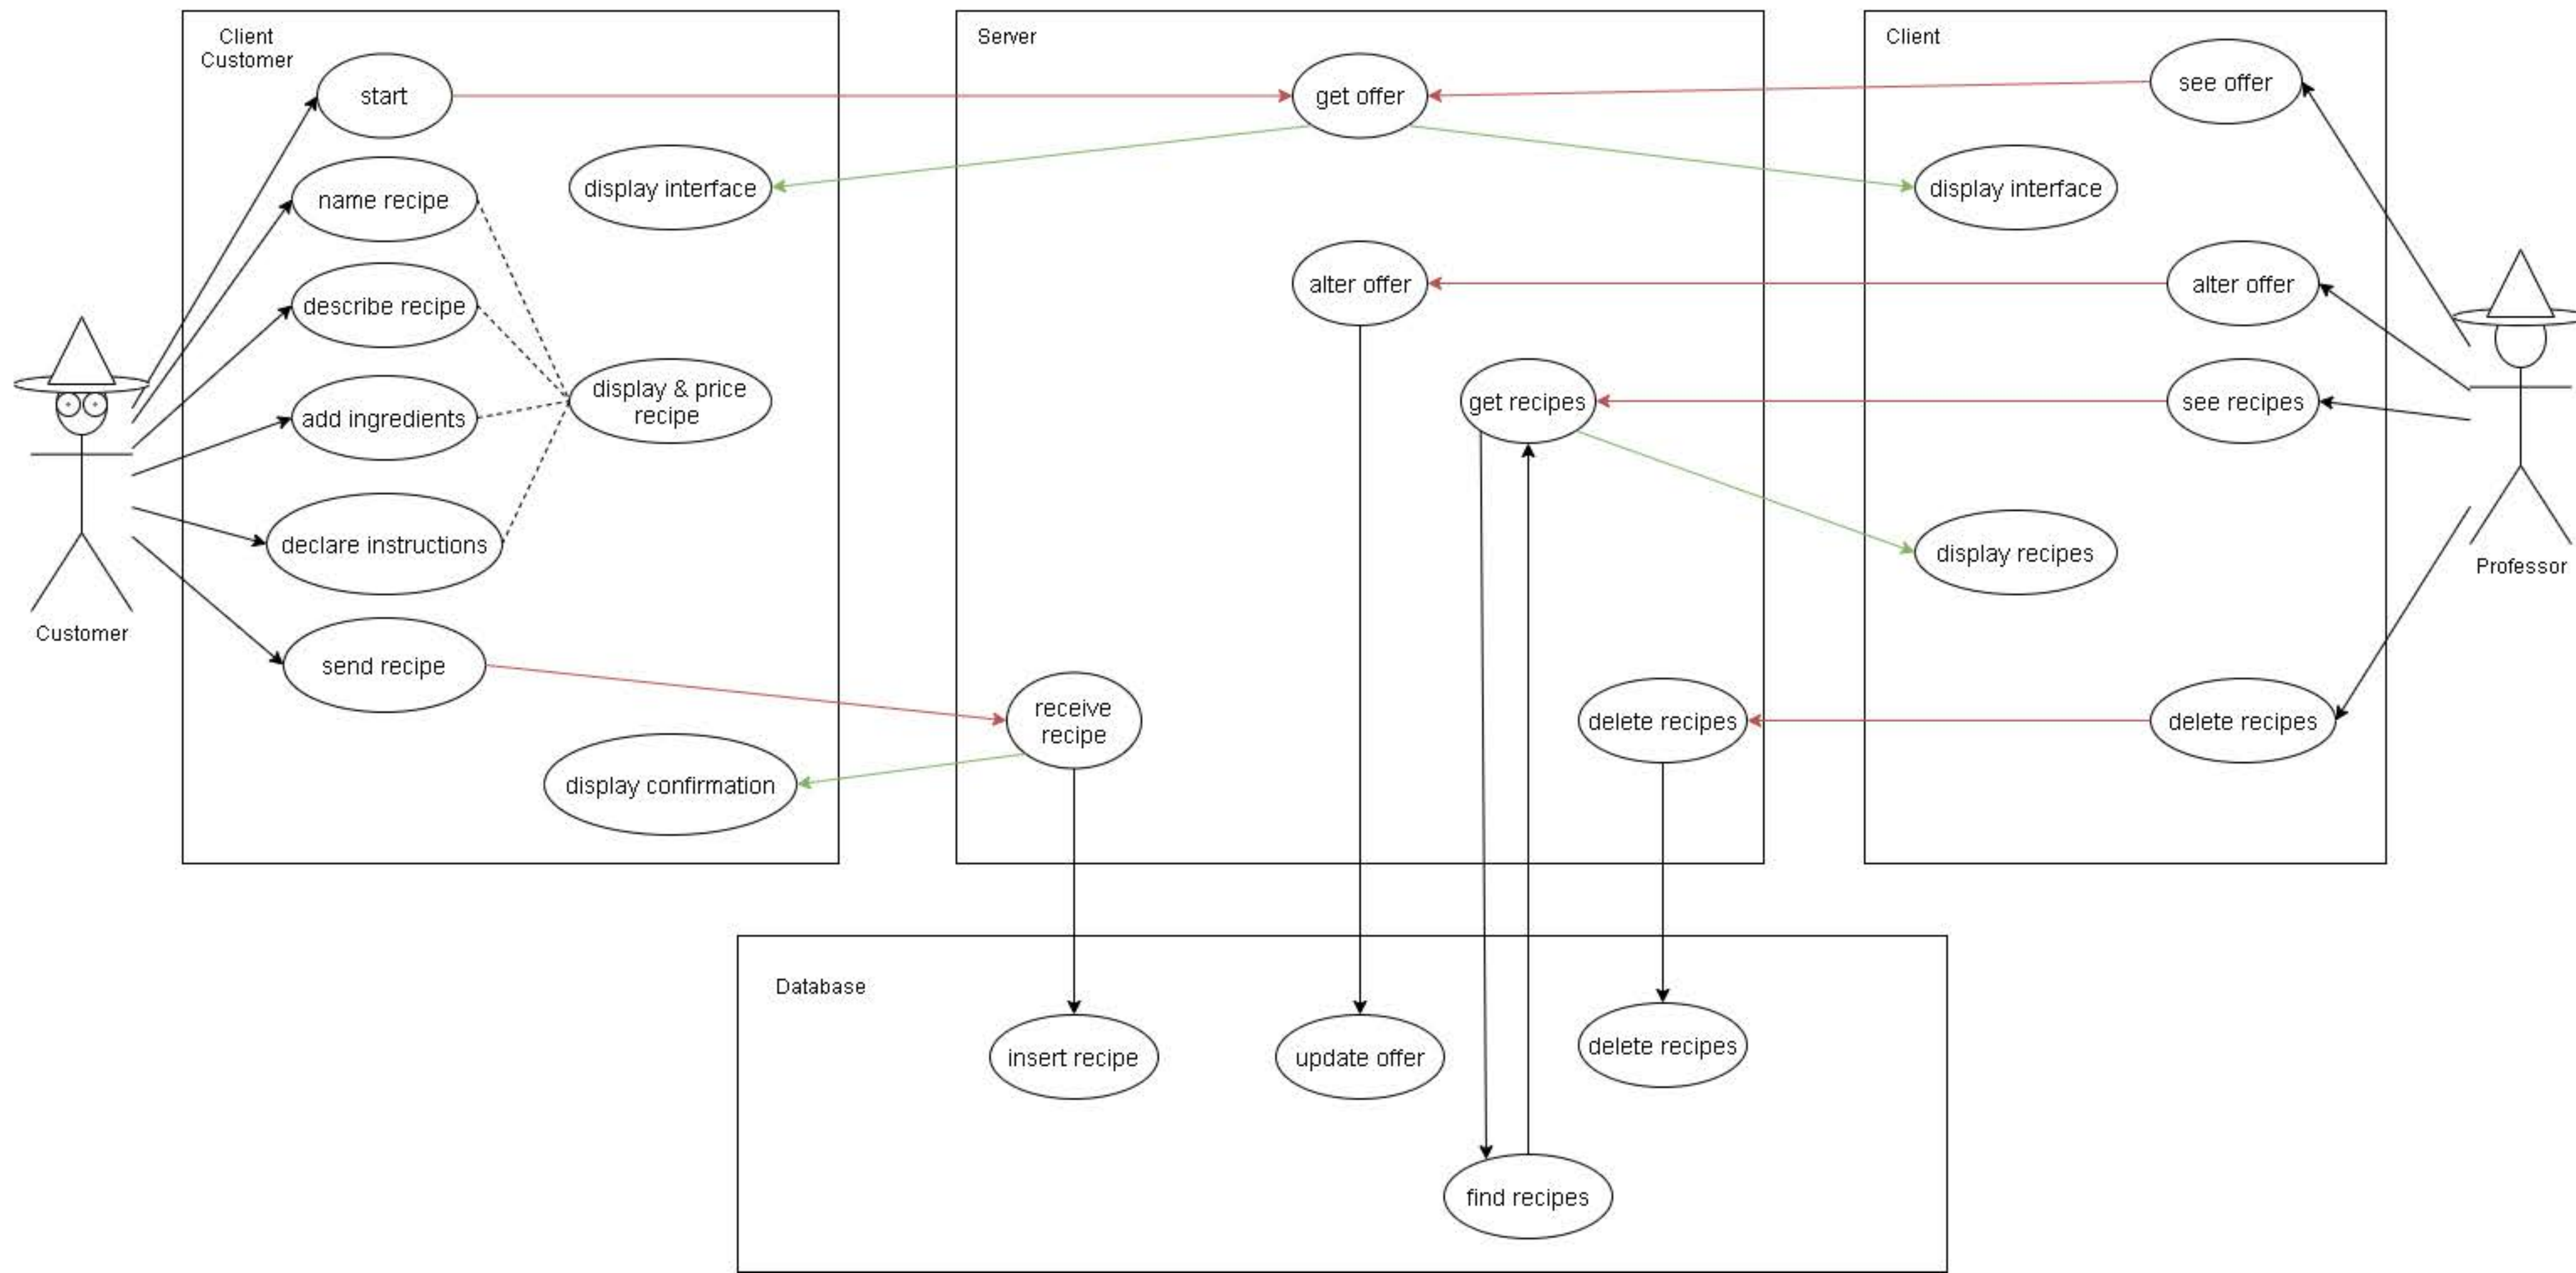 Client
Customer
start
name recipe
display interface
describe recipe
display & price
recipe
add ingredients
declare instructions
send recipe
display confirmation
Customer
Server
get offer
alter offer
get recipes
receive
recipe
delete recipes
Client
see offer
display interface
alter offer
see recipes
display recipes
delete recipes
Professor
Database
insert recipe
update offer
delete recipes
find recipes